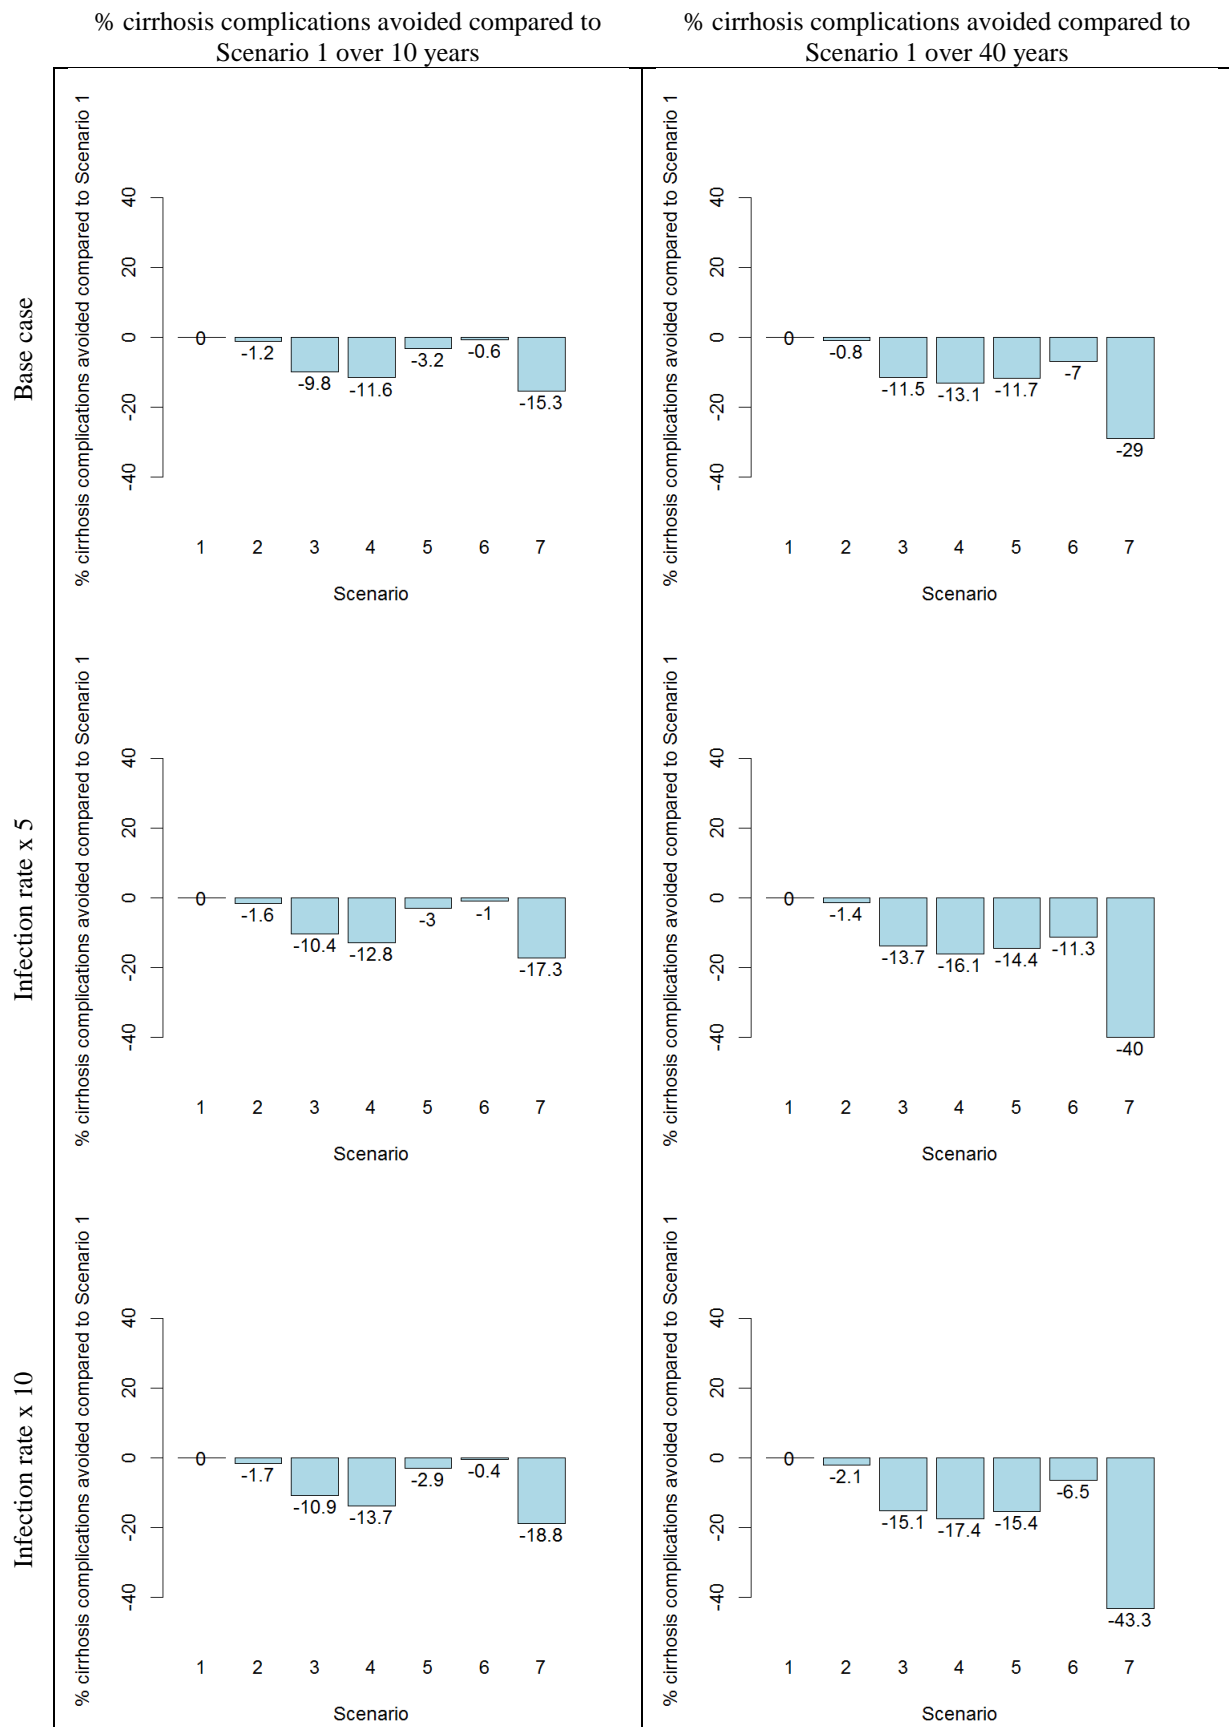 % cirrhosis complications avoided compared to
Scenario 1 over 10 years
% cirrhosis complications avoided compared to
Scenario 1 over 40 years
Base case
% cirrhosis complications avoided compared to Scenario 1
40
20
0
-20
-40
0
-1.2
-9.8
-11.6
-3.2
-0.6
-15.3
1 2 3 4 5 6 7
Scenario
% cirrhosis complications avoided compared to Scenario 1
40
20
0
-20
-40
0
-0.8
-11.5
-13.1
-11.7
-7
-29
1 2 3 4 5 6 7
Scenario
Infection rate x 5
% cirrhosis complications avoided compared to Scenario 1
40
20
0
-20
-40
0
-1.6
-10.4
-12.8
-3
-1
-17.3
1 2 3 4 5 6 7
Scenario
% cirrhosis complications avoided compared to Scenario 1
40
20
0
-20
-40
0
-1.4
-13.7
-16.1
-14.4
-11.3
-40
1 2 3 4 5 6 7
Scenario
Infection rate x 10
% cirrhosis complications avoided compared to Scenario 1
40
20
0
-20
-40
0
-1.7
-10.9
-13.7
-2.9
-0.4
-18.8
1 2 3 4 5 6 7
Scenario
% cirrhosis complications avoided compared to Scenario 1
40
20
0
-20
-40
0
-2.1
-15.1
-17.4
-15.4
-6.5
-43.3
1 2 3 4 5 6 7
Scenario